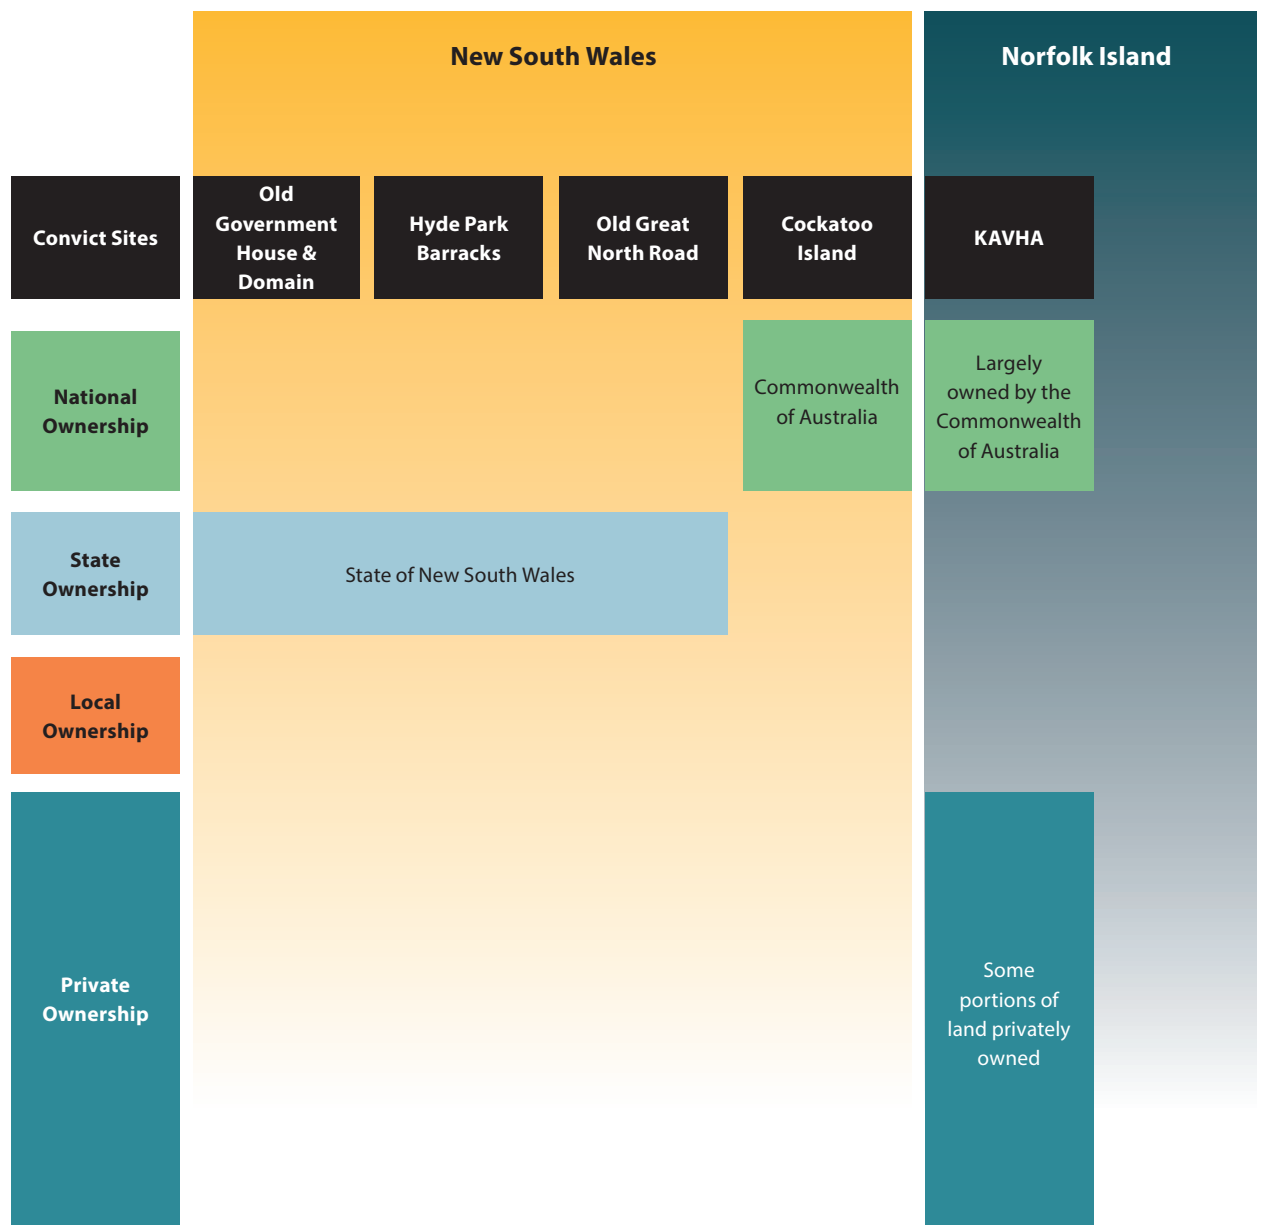 New South Wales
Norfolk Island
Convict Sites
Old
Government
House &
Domain
Hyde Park
Barracks
Old Great
North Road
Cockatoo
Island
KAVHA
National
Ownership
Commonwealth
of Australia
Largely
owned by the
Commonwealth
of Australia
State
Ownership
State of New South Wales
Local
Ownership
Private
Ownership
Some
portions of
land privately
owned